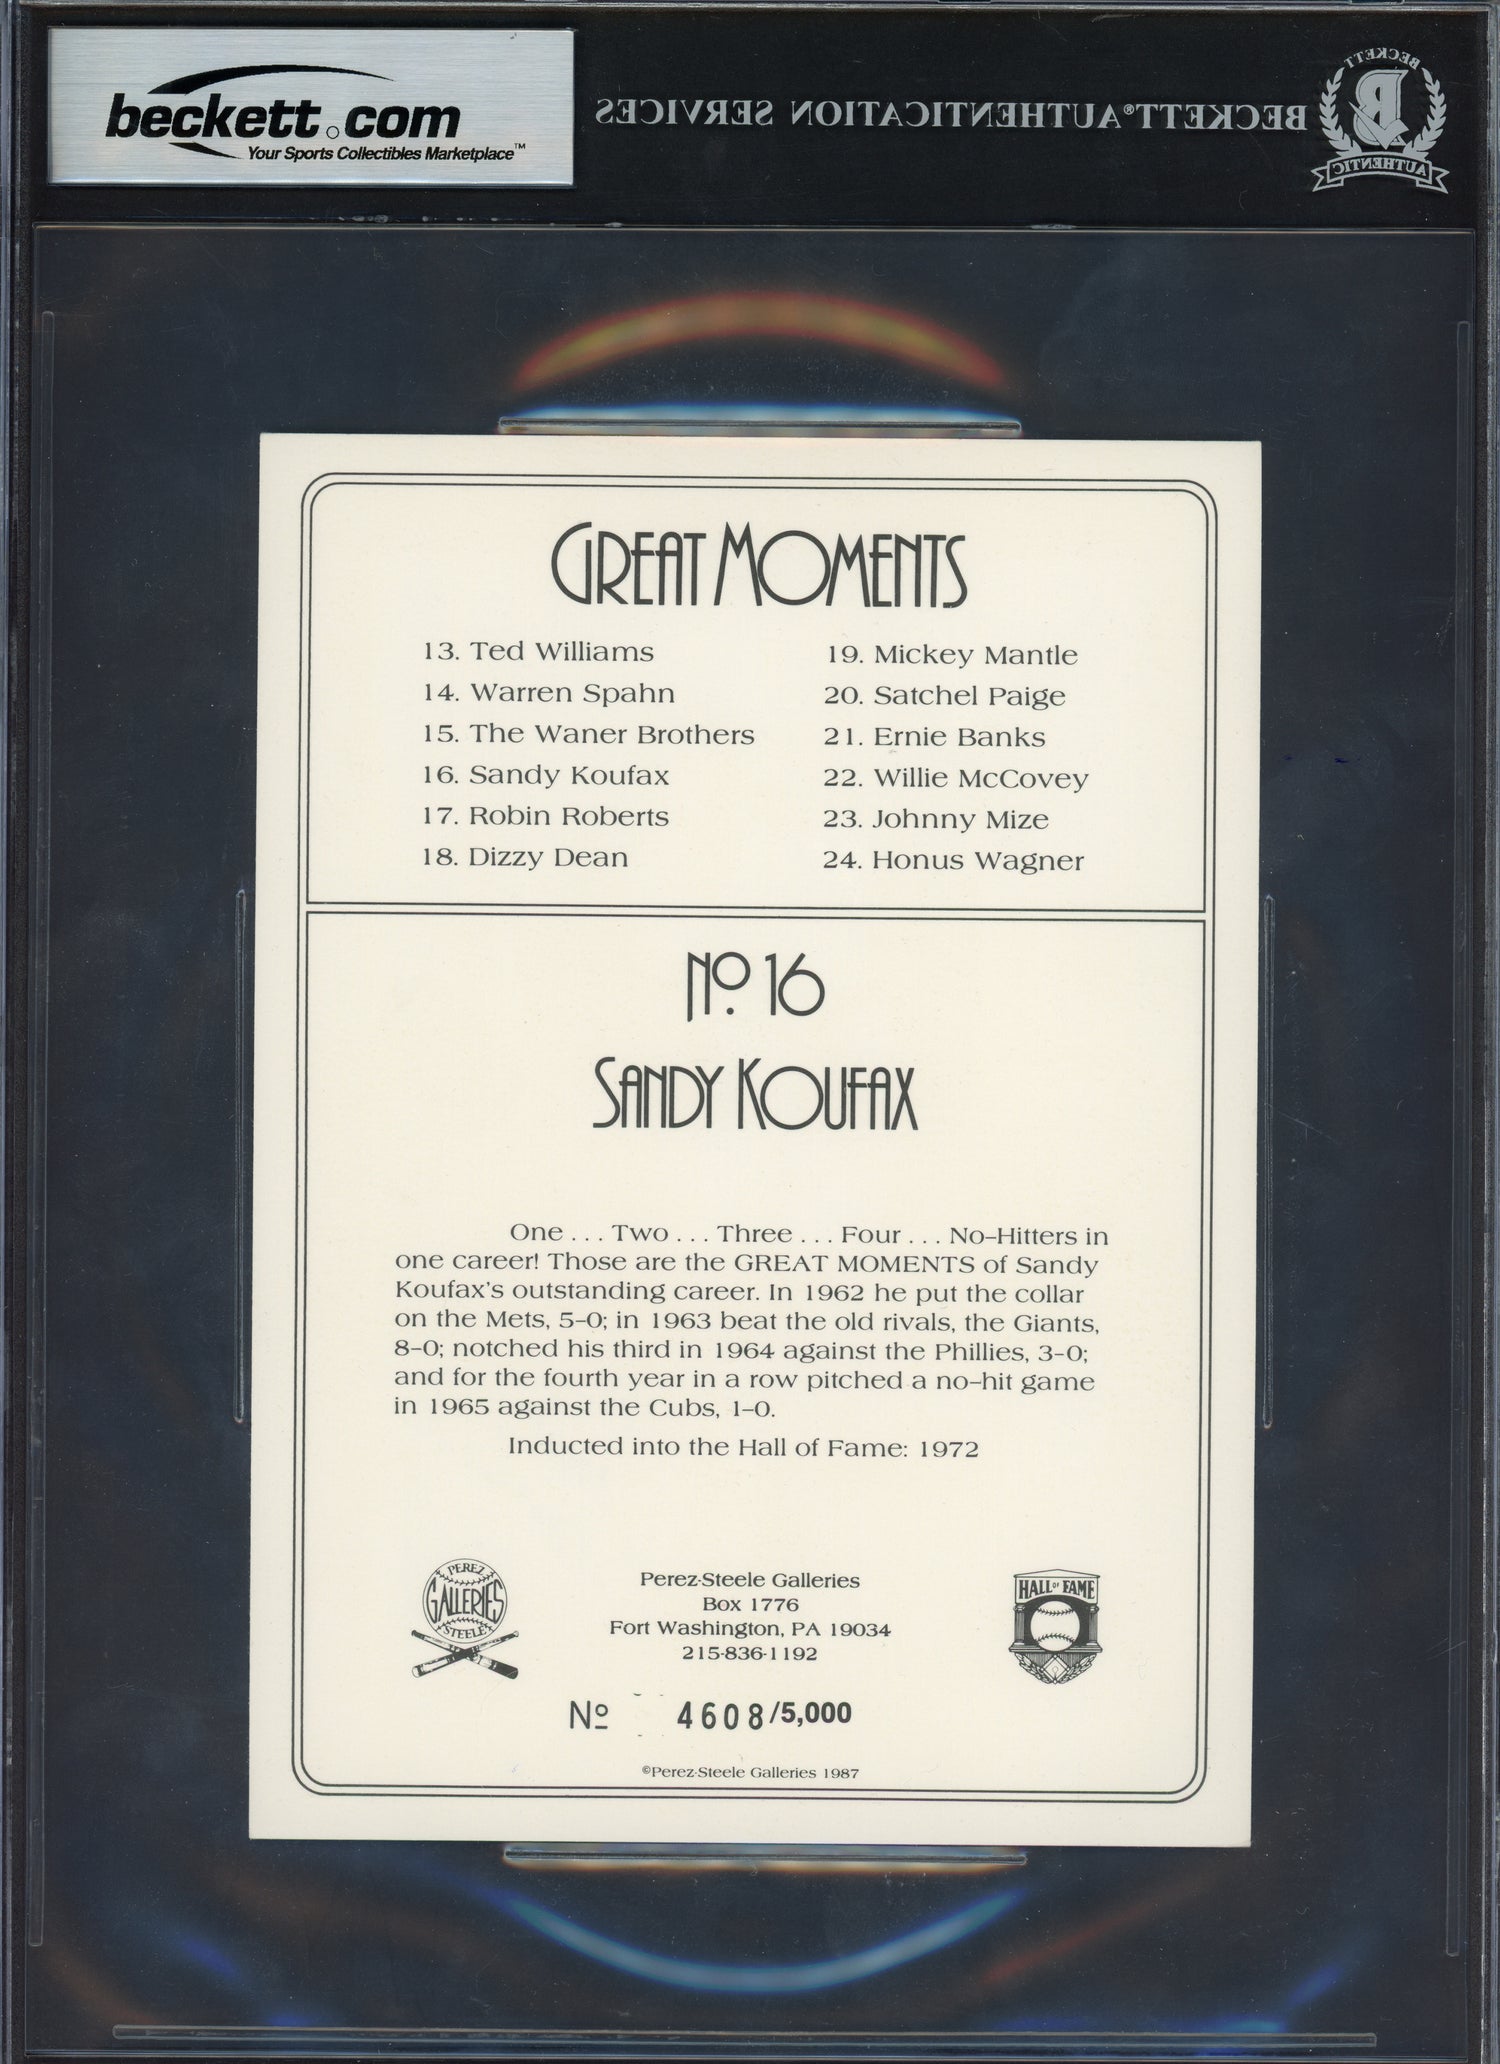 beckett.com
Your Sports Collectibles Marketplace™
BECKETT AUTHENTICATION SERVICES
BECKETT
B
AUTHENTIC
GREAT MOMENTS
13. Ted Williams
14. Warren Spahn
15. The Waner Brothers
16. Sandy Koufax
17. Robin Roberts
18. Dizzy Dean
19. Mickey Mantle
20. Satchel Paige
21. Ernie Banks
22. Willie McCovey
23. Johnny Mize
24. Honus Wagner
Nº. 16
SANDY KOUFAX
One . . . Two . . . Three . . . Four . . . No-Hitters in
one career! Those are the GREAT MOMENTS of Sandy
Koufax's outstanding career. In 1962 he put the collar
on the Mets, 5-0; in 1963 beat the old rivals, the Giants,
8-0; notched his third in 1964 against the Phillies, 3-0;
and for the fourth year in a row pitched a no-hit game
in 1965 against the Cubs, 1-0.
Inducted into the Hall of Fame: 1972
PEREZ
GALLERIES
STEELE
Perez-Steele Galleries
Box 1776
Fort Washington, PA 19034
215-836-1192
HALL OF FAME
Nº 4608/5,000
©Perez-Steele Galleries 1987